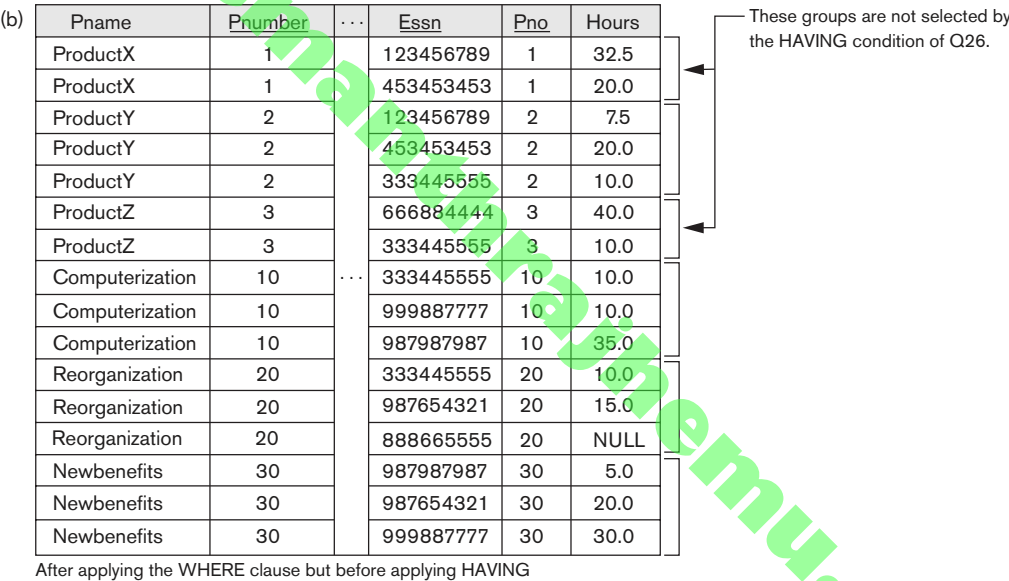 (b) Pname Pnumber ... Essn Pno Hours
ProductX 1 123456789 1 32.5
ProductX 1 453453453 1 20.0
ProductY 2 ... 123456789 2 7.5
ProductY 2 453453453 2 20.0
ProductY 2 333445555 2 10.0
ProductZ 3 666884444 3 40.0
ProductZ 3 333445555 3 10.0
Computerization 10 ... 333445555 10 10.0
Computerization 10 999887777 10 10.0
Computerization 10 987987987 10 35.0
Reorganization 20 333445555 20 10.0
Reorganization 20 987654321 20 15.0
Reorganization 20 888665555 20 NULL
Newbenefits 30 987987987 30 5.0
Newbenefits 30 987654321 30 20.0
Newbenefits 30 999887777 30 30.0
After applying the WHERE clause but before applying HAVING
These groups are not selected by
the HAVING condition of Q26.